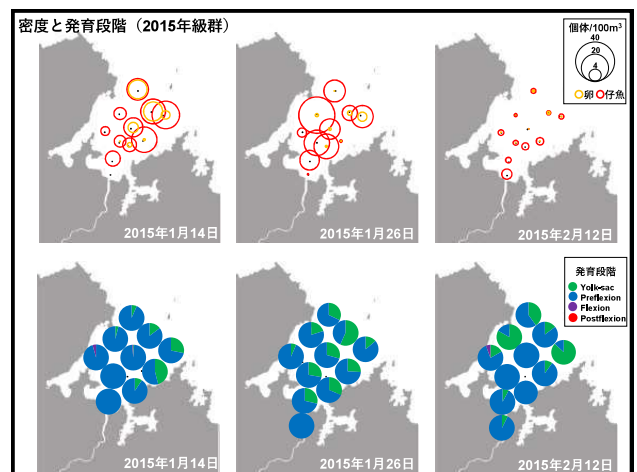 密度と発育段階（2015年級群）
個体/100m³
40
20
4
卵 仔魚
2015年1月14日
2015年1月26日
2015年2月12日
発育段階
Yolk-sac
Preflexion
Flexion
Postflexion
2015年1月14日
2015年1月26日
2015年2月12日